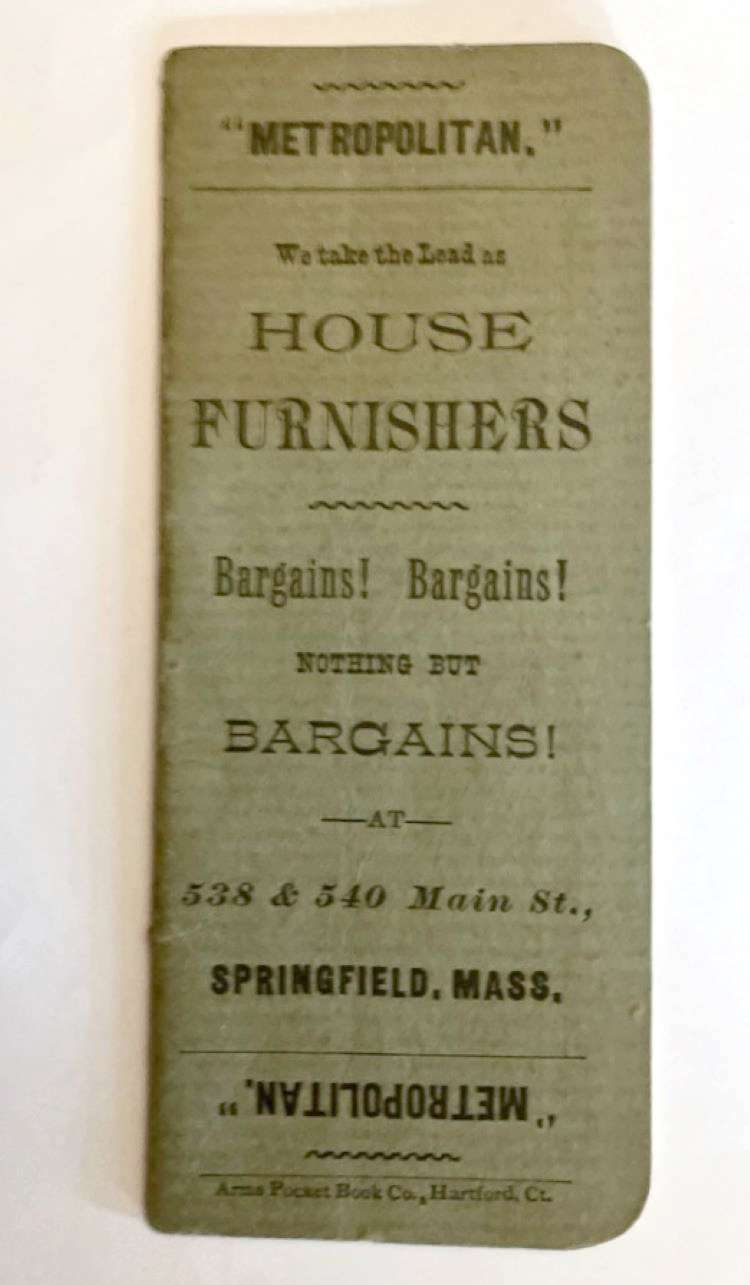 "METROPOLITAN."
We take the Lead as
HOUSE
FURNISHERS
Bargains! Bargains!
NOTHING BUT
BARGAINS!
—AT—
538 & 540 Main St.,
SPRINGFIELD, MASS.
"METROPOLITAN."
Arms Pocket Book Co., Hartford, Ct.